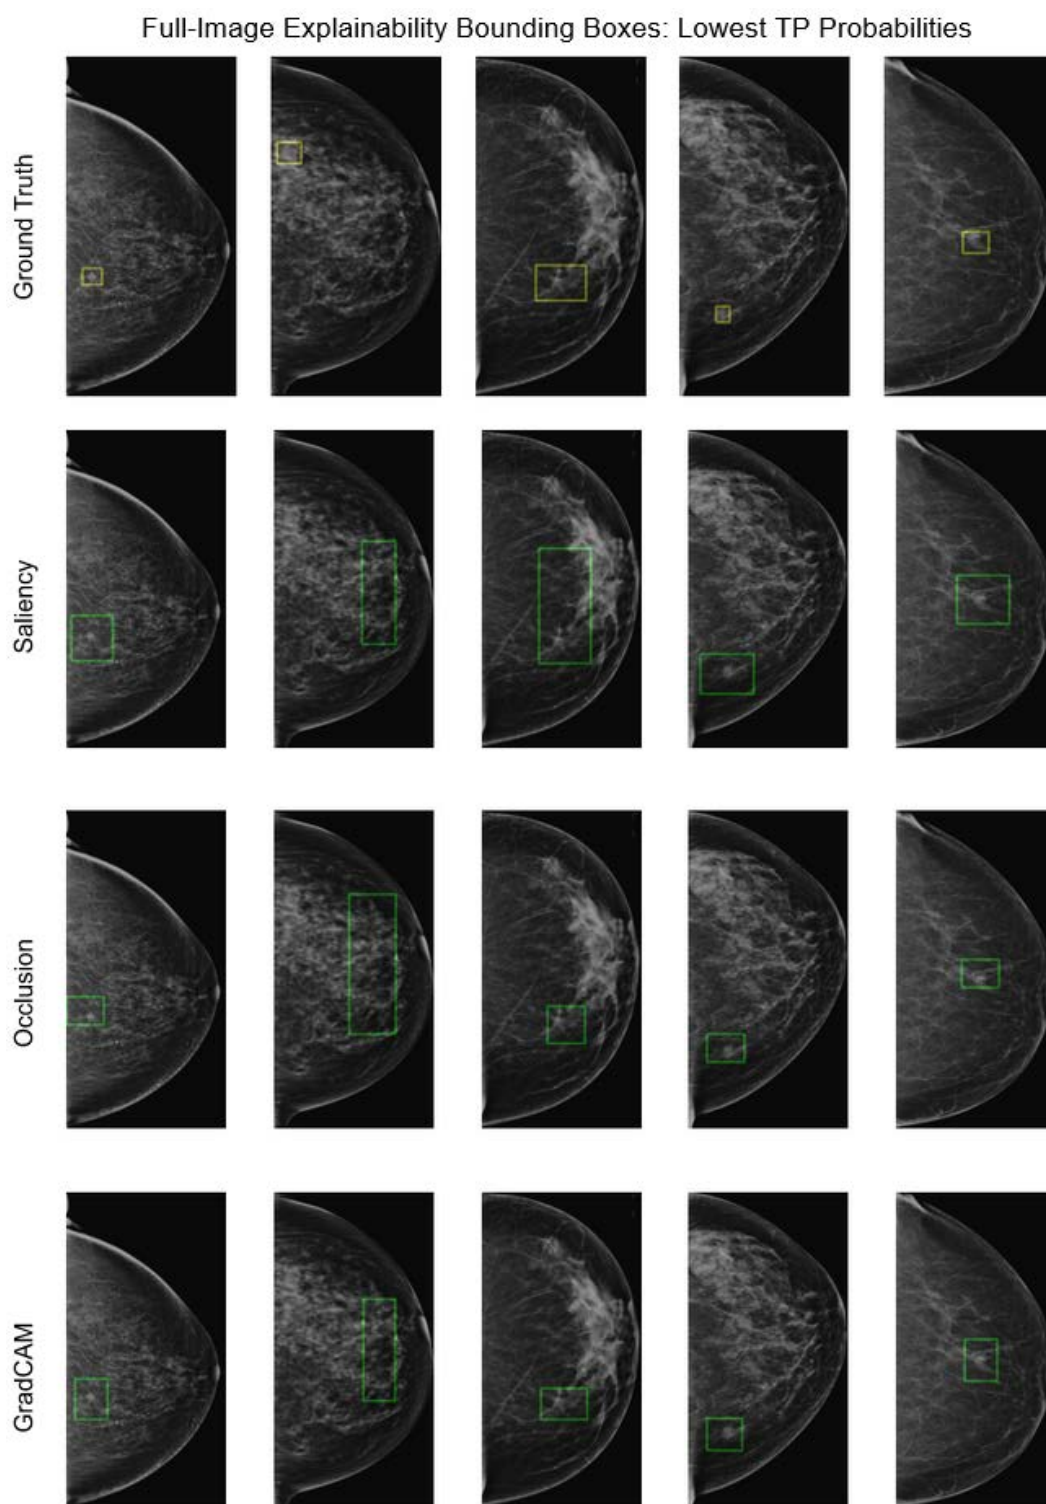 Full-Image Explainability Bounding Boxes: Lowest TP Probabilities
Ground Truth
Saliency
Occlusion
GradCAM